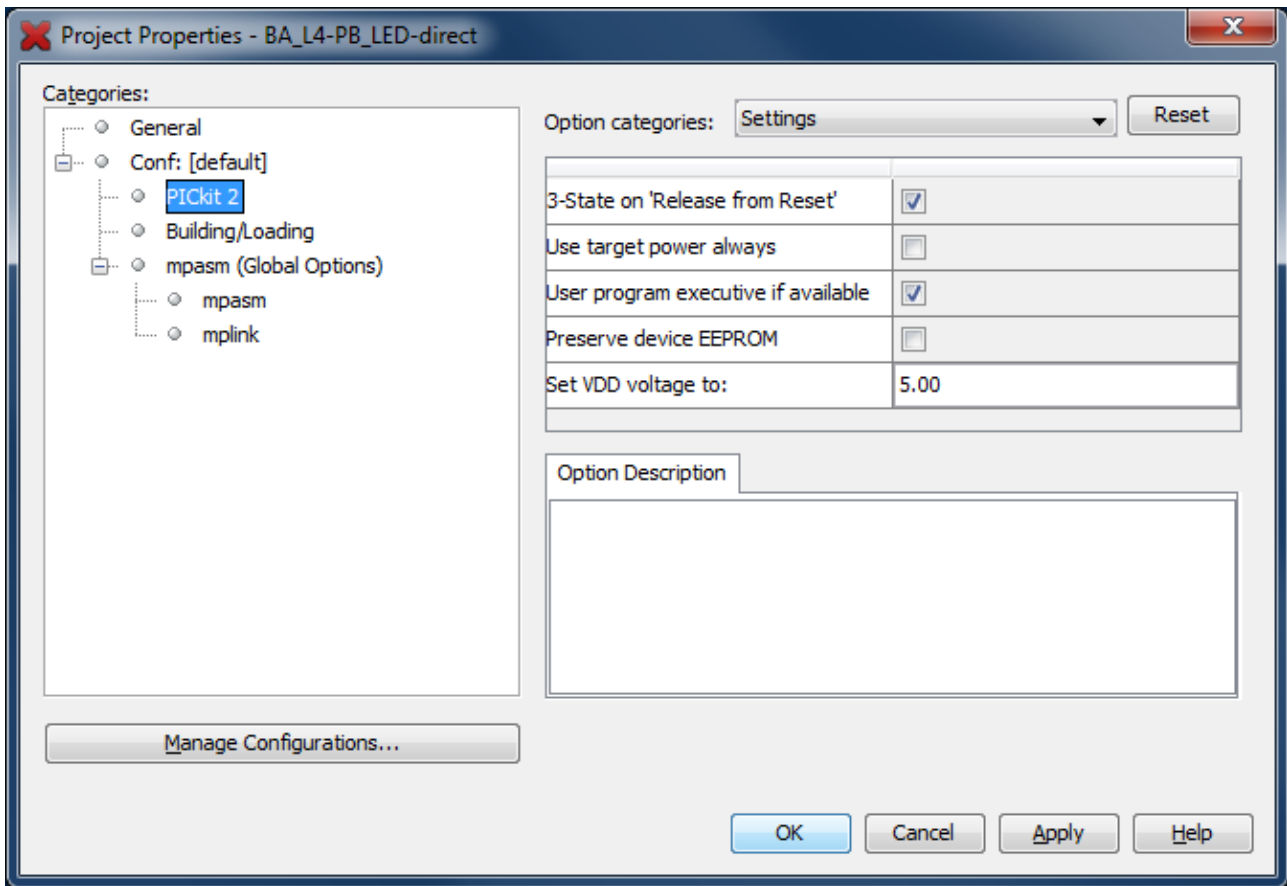 Project Properties - BA_L4-PB_LED-direct
x
Categories:
General
Conf: [default]
PICkit 2
Building/Loading
mpasm (Global Options)
mpasm
mplink
Manage Configurations...
Option categories: Settings Reset
3-State on 'Release from Reset'
Use target power always
User program executive if available
Preserve device EEPROM
Set VDD voltage to: 5.00
Option Description
OK Cancel Apply Help